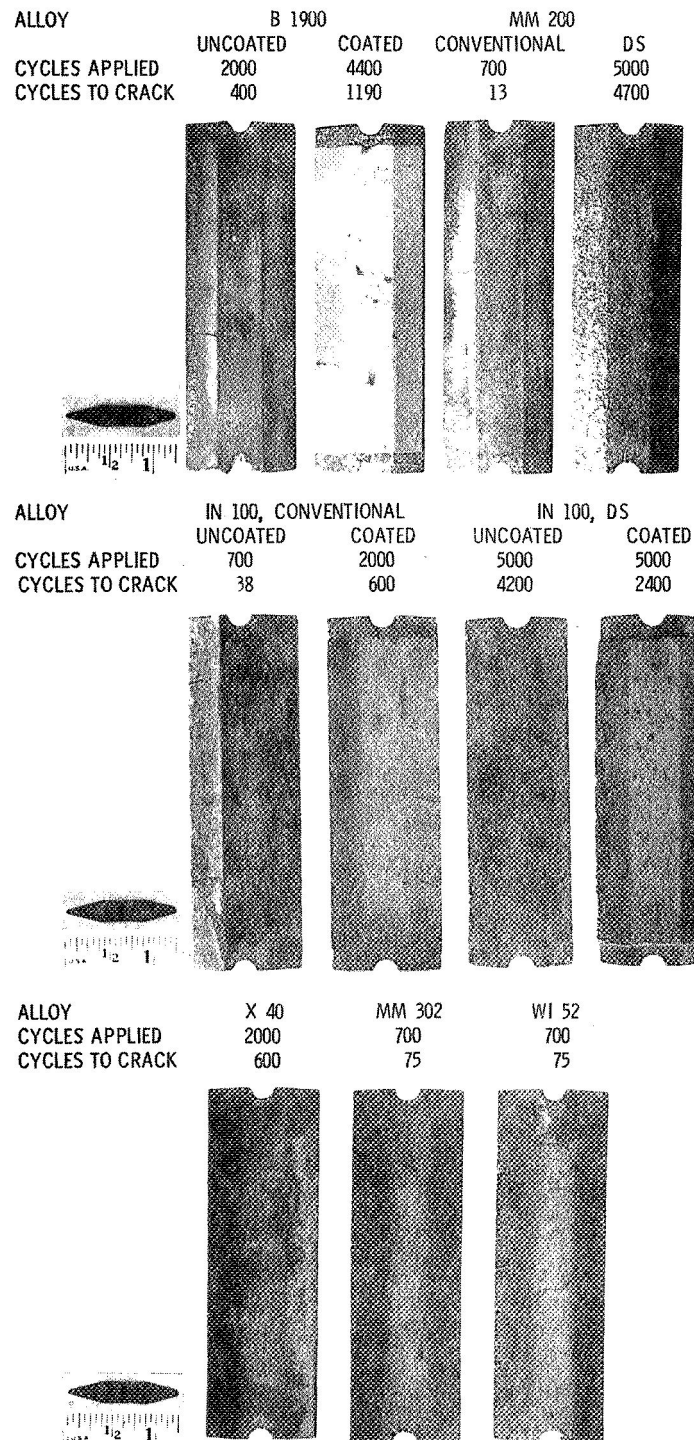 ALLOY B 1900 MM 200
UNCOATED COATED CONVENTIONAL DS
CYCLES APPLIED 2000 4400 700 5000
CYCLES TO CRACK 400 1190 13 4700
U.S.A. 1/2 1
ALLOY IN 100, CONVENTIONAL IN 100, DS
UNCOATED COATED UNCOATED COATED
CYCLES APPLIED 700 2000 5000 5000
CYCLES TO CRACK 38 600 4200 2400
U.S.A. 1/2 1
ALLOY X 40 MM 302 WI 52
CYCLES APPLIED 2000 700 700
CYCLES TO CRACK 600 75 75
U.S.A. 1/2 1